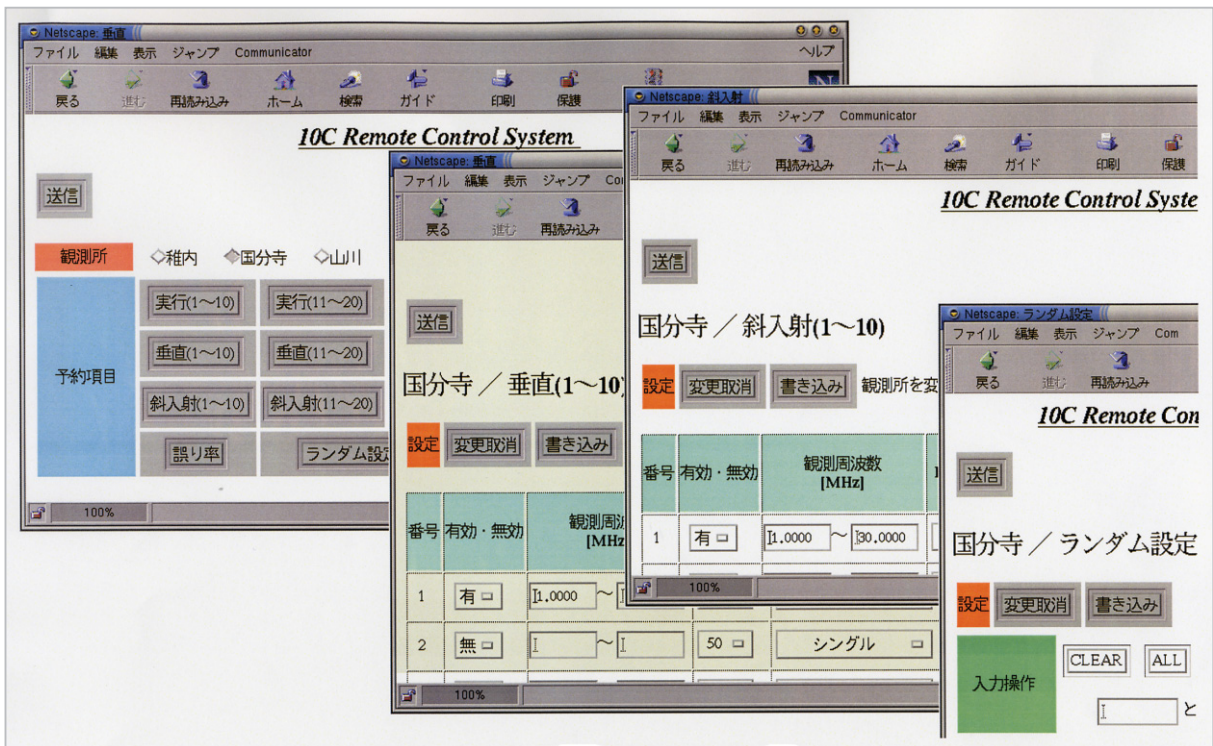 Netscape: 垂直
ファイル 編集 表示 ジャンプ Communicator ヘルプ
戻る 進む 再読み込み ホーム 検索 ガイド 印刷 保護
10C Remote Control System
送信
観測所 稚内 国分寺 山川
予約項目
実行(1～10) 実行(11～20)
垂直(1～10) 垂直(11～20)
斜入射(1～10) 斜入射(11～20)
誤り率 ランダム設定
100%
Netscape: 垂直
ファイル 編集 表示 ジャンプ
戻る 進む 再読み込み
送信
国分寺 ／ 垂直(1～10)
設定 変更取消 書き込み
番号 有効・無効 観測周
1 有 1.0000 ～
2 無 ～ 50 シングル
100%
Netscape: 斜入射
ファイル 編集 表示 ジャンプ Communicator
戻る 進む 再読み込み ホーム 検索 ガイド 印刷 保護
10C Remote Control Syste
送信
国分寺 ／ 斜入射(1～10)
設定 変更取消 書き込み 観測所を変
番号 有効・無効 観測周波数
[MHz]
1 有 1.0000 ～ 30.0000
100%
Netscape: ランダム設定
ファイル 編集 表示 ジャンプ Com
戻る 進む 再読み込み
10C Remote Con
送信
国分寺 ／ ランダム設定
設定 変更取消 書き込み
入力操作 CLEAR ALL
と